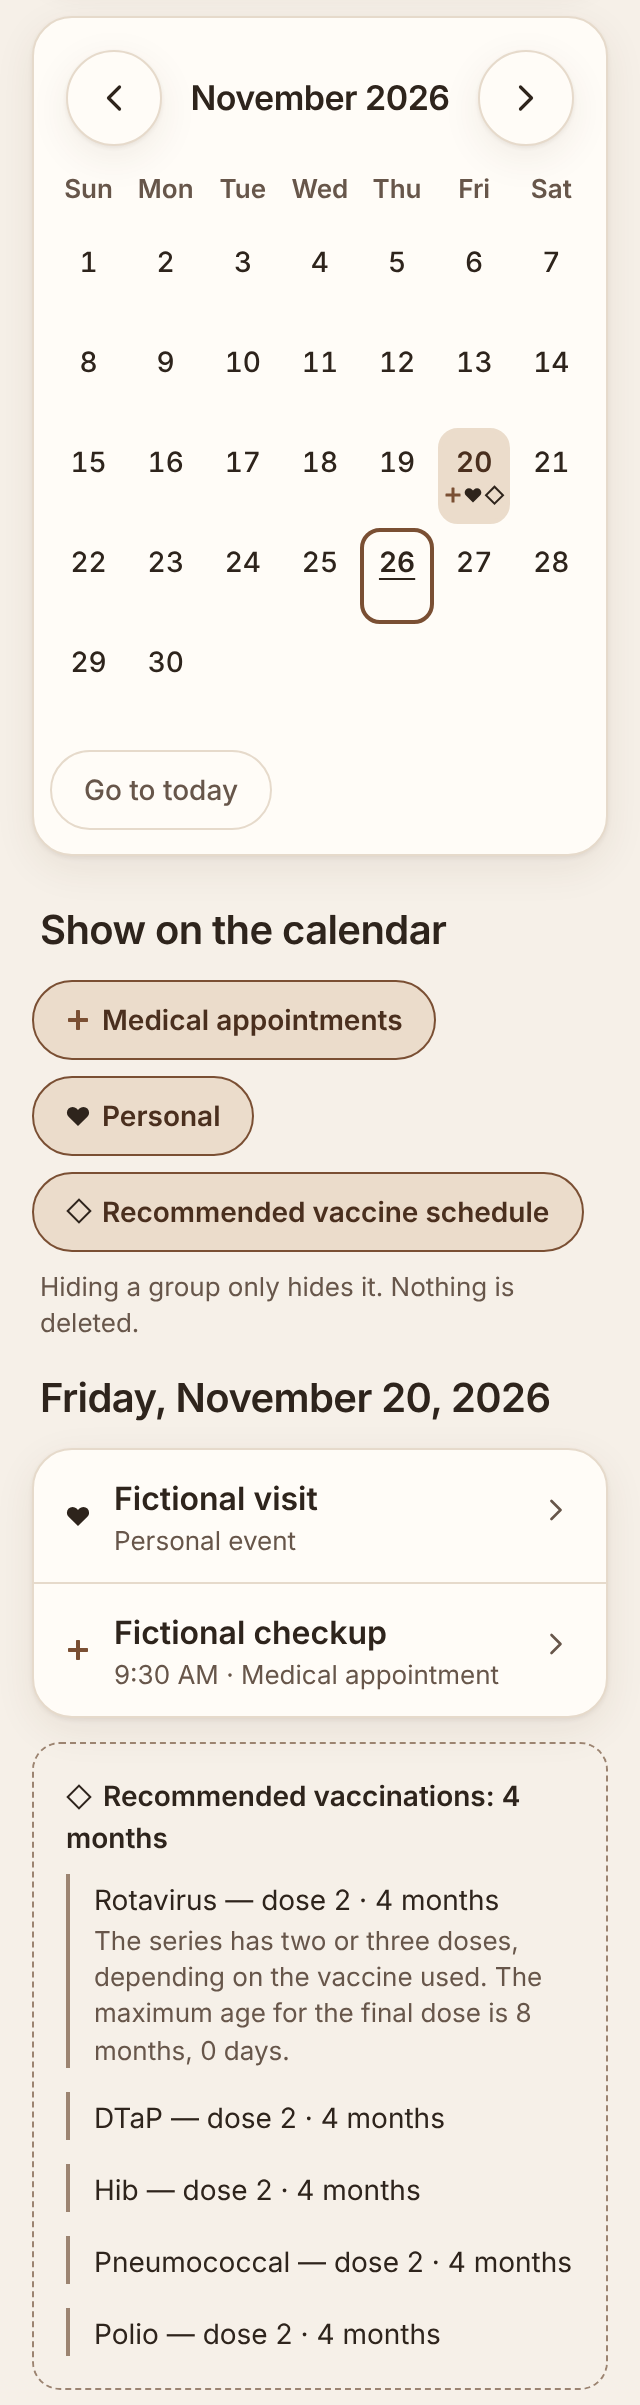 November 2026
Sun Mon Tue Wed Thu Fri Sat
1 2 3 4 5 6 7
8 9 10 11 12 13 14
15 16 17 18 19 20 21
22 23 24 25 26 27 28
29 30
Go to today
Show on the calendar
Medical appointments
Personal
Recommended vaccine schedule
Hiding a group only hides it. Nothing is
deleted.
Friday, November 20, 2026
Fictional visit
Personal event
Fictional checkup
9:30 AM · Medical appointment
Recommended vaccinations: 4
months
Rotavirus — dose 2 · 4 months
The series has two or three doses,
depending on the vaccine used. The
maximum age for the final dose is 8
months, 0 days.
DTaP — dose 2 · 4 months
Hib — dose 2 · 4 months
Pneumococcal — dose 2 · 4 months
Polio — dose 2 · 4 months